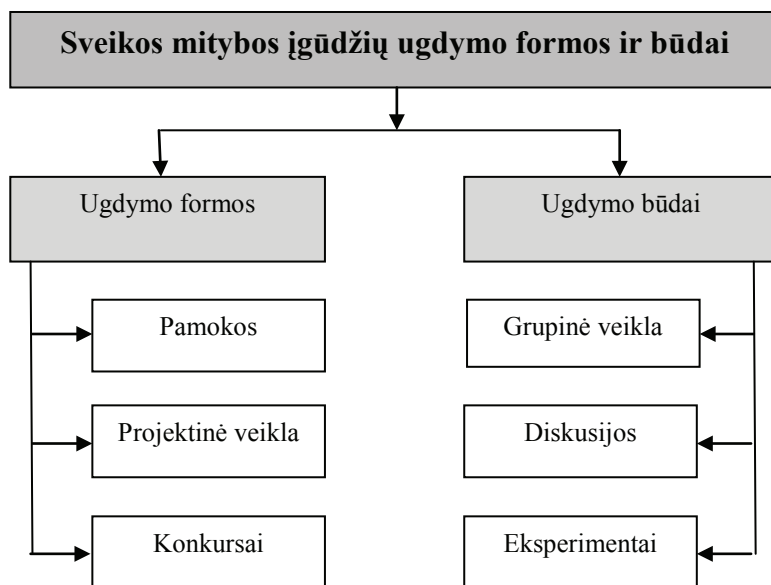 Sveikos mitybos įgūdžių ugdymo formos ir būdai
Ugdymo formos
Ugdymo būdai
Pamokos
Grupinė veikla
Projektinė veikla
Diskusijos
Konkursai
Eksperimentai